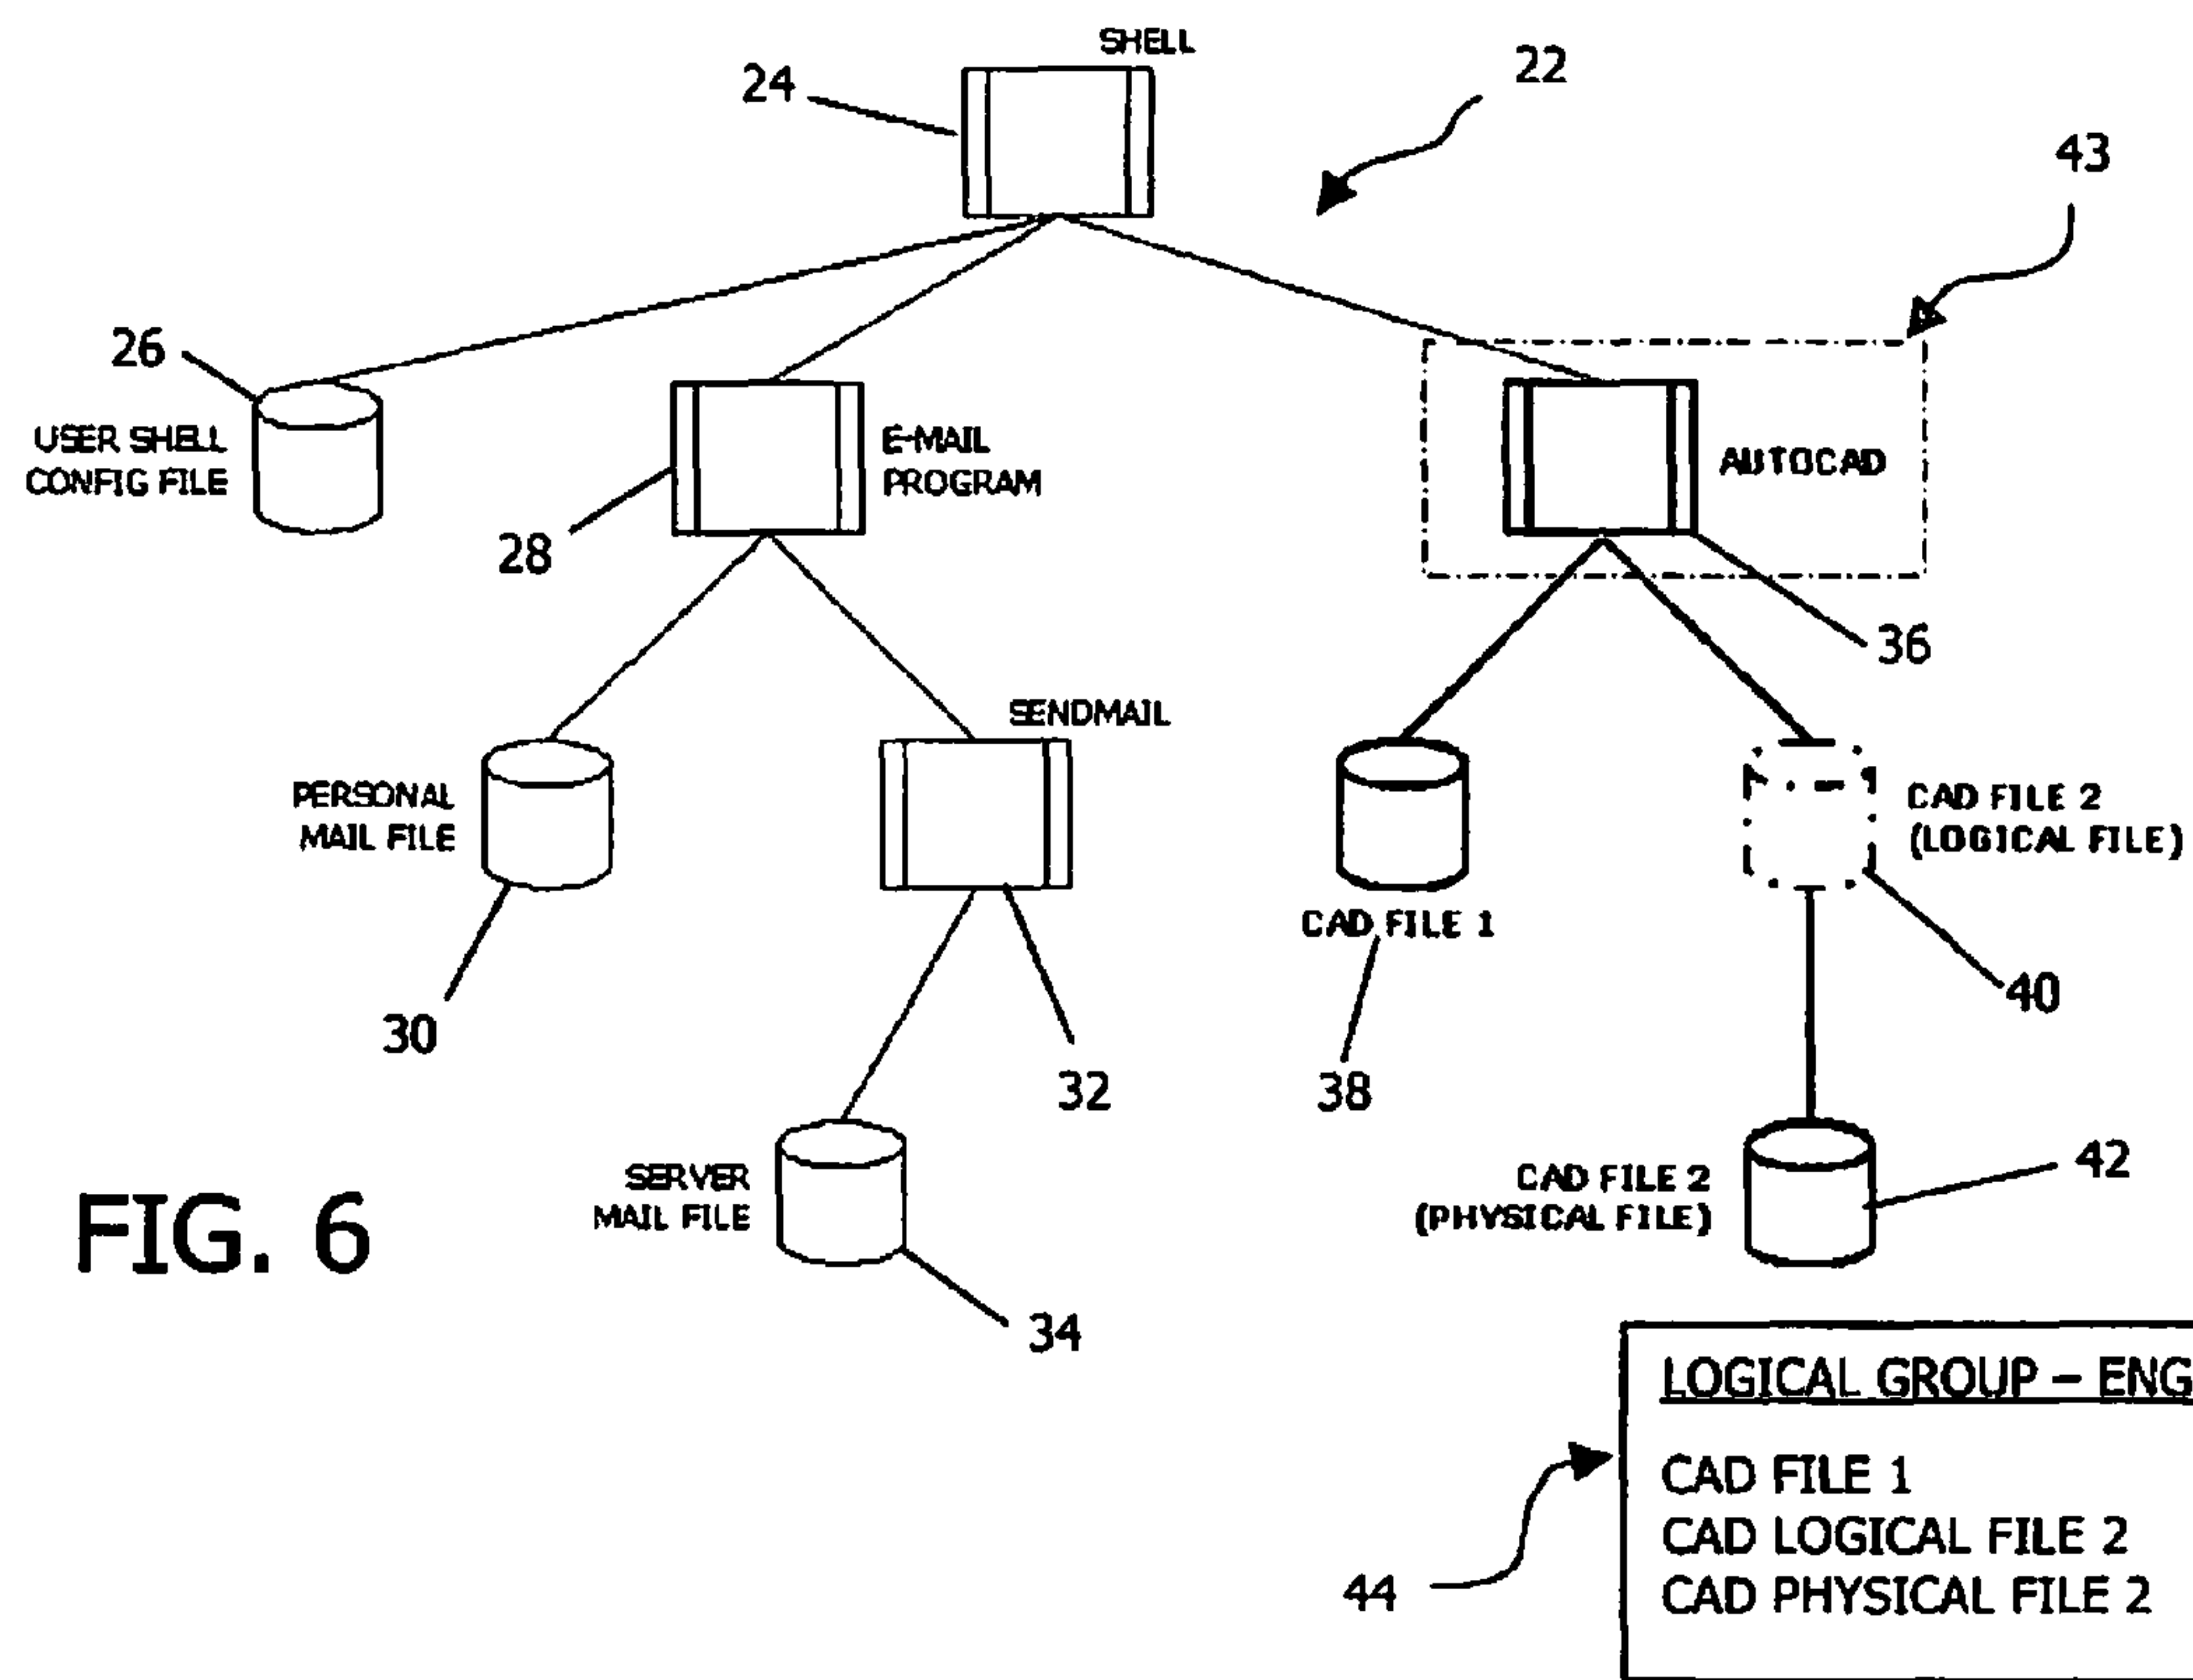 SHELL
24
22
43
26
USER SHELL
CONFIG FILE
E-MAIL
PROGRAM
28
AUTOCAD
36
SENDMAIL
PERSONAL
MAIL FILE
CAD FILE 2
(LOGICAL FILE)
CAD FILE 1
30
32
38
40
SERVER
MAIL FILE
34
CAD FILE 2
(PHYSICAL FILE)
42
FIG. 6
LOGICAL GROUP – ENG
CAD FILE 1
CAD LOGICAL FILE 2
CAD PHYSICAL FILE 2
44